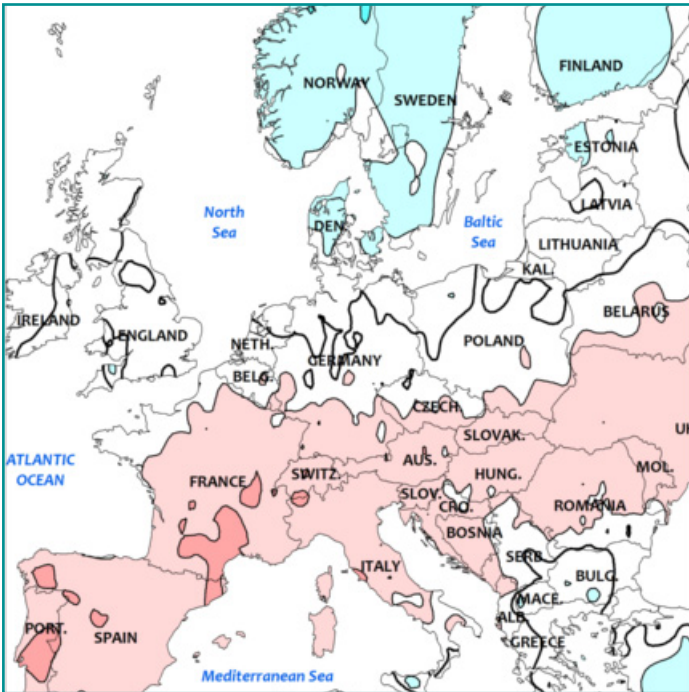 FINLAND
NORWAY
SWEDEN
ESTONIA
LATVIA
North
Sea
DEN.
Baltic
Sea
LITHUANIA
KAL.
BELARUS
IRELAND
ENGLAND
NETH.
GERMANY
POLAND
BELG.
CZECH.
SLOVAK.
UK
ATLANTIC
OCEAN
FRANCE
SWITZ.
AUS.
HUNG.
MOL.
SLOV.
CRO.
ROMANIA
BOSNIA
SERB.
ITALY
BULG.
MACE.
ALB.
PORT.
SPAIN
GREECE
Mediterranean Sea